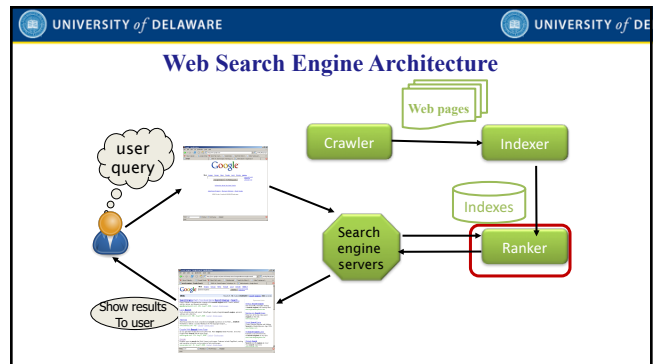 UNIVERSITY of DELAWARE
UNIVERSITY of DE
Web Search Engine Architecture
Web pages
user
query
Google
Crawler
Indexer
Indexes
Search
engine
servers
Ranker
Google
Show results
To user